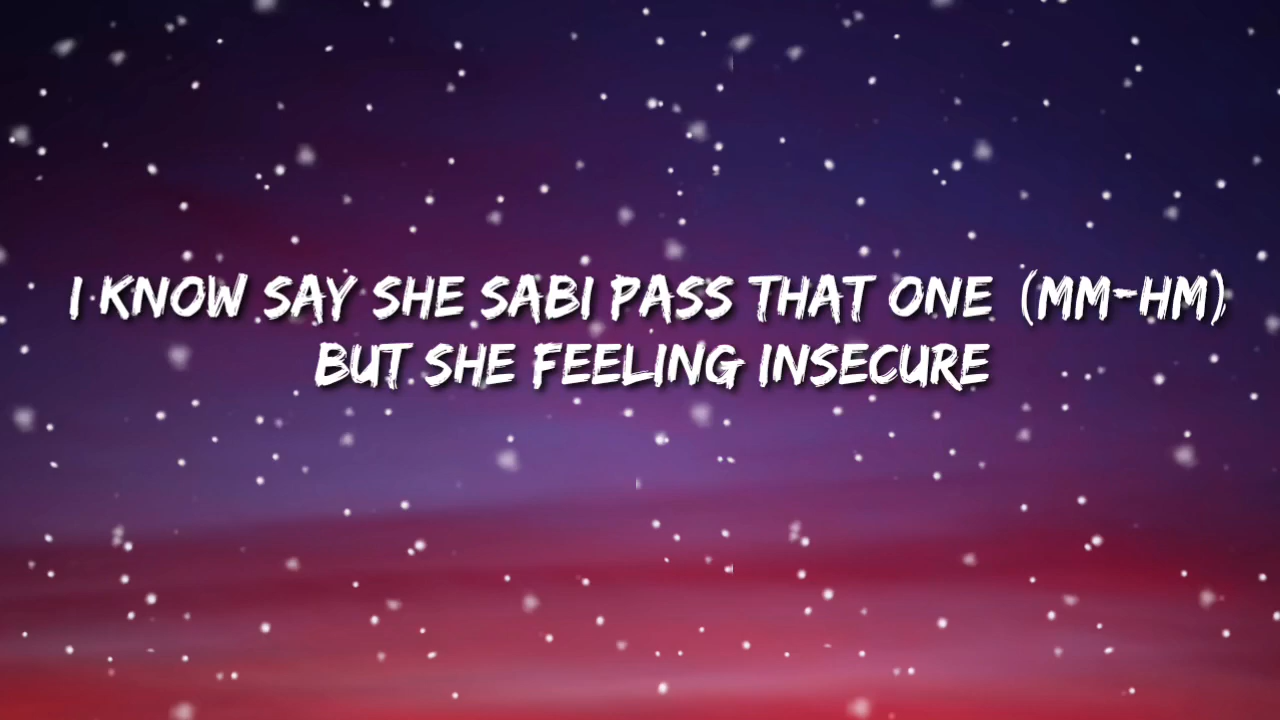 I KNOW SAY SHE SABI PASS THAT ONE (MM-HM)
BUT SHE FEELING INSECURE